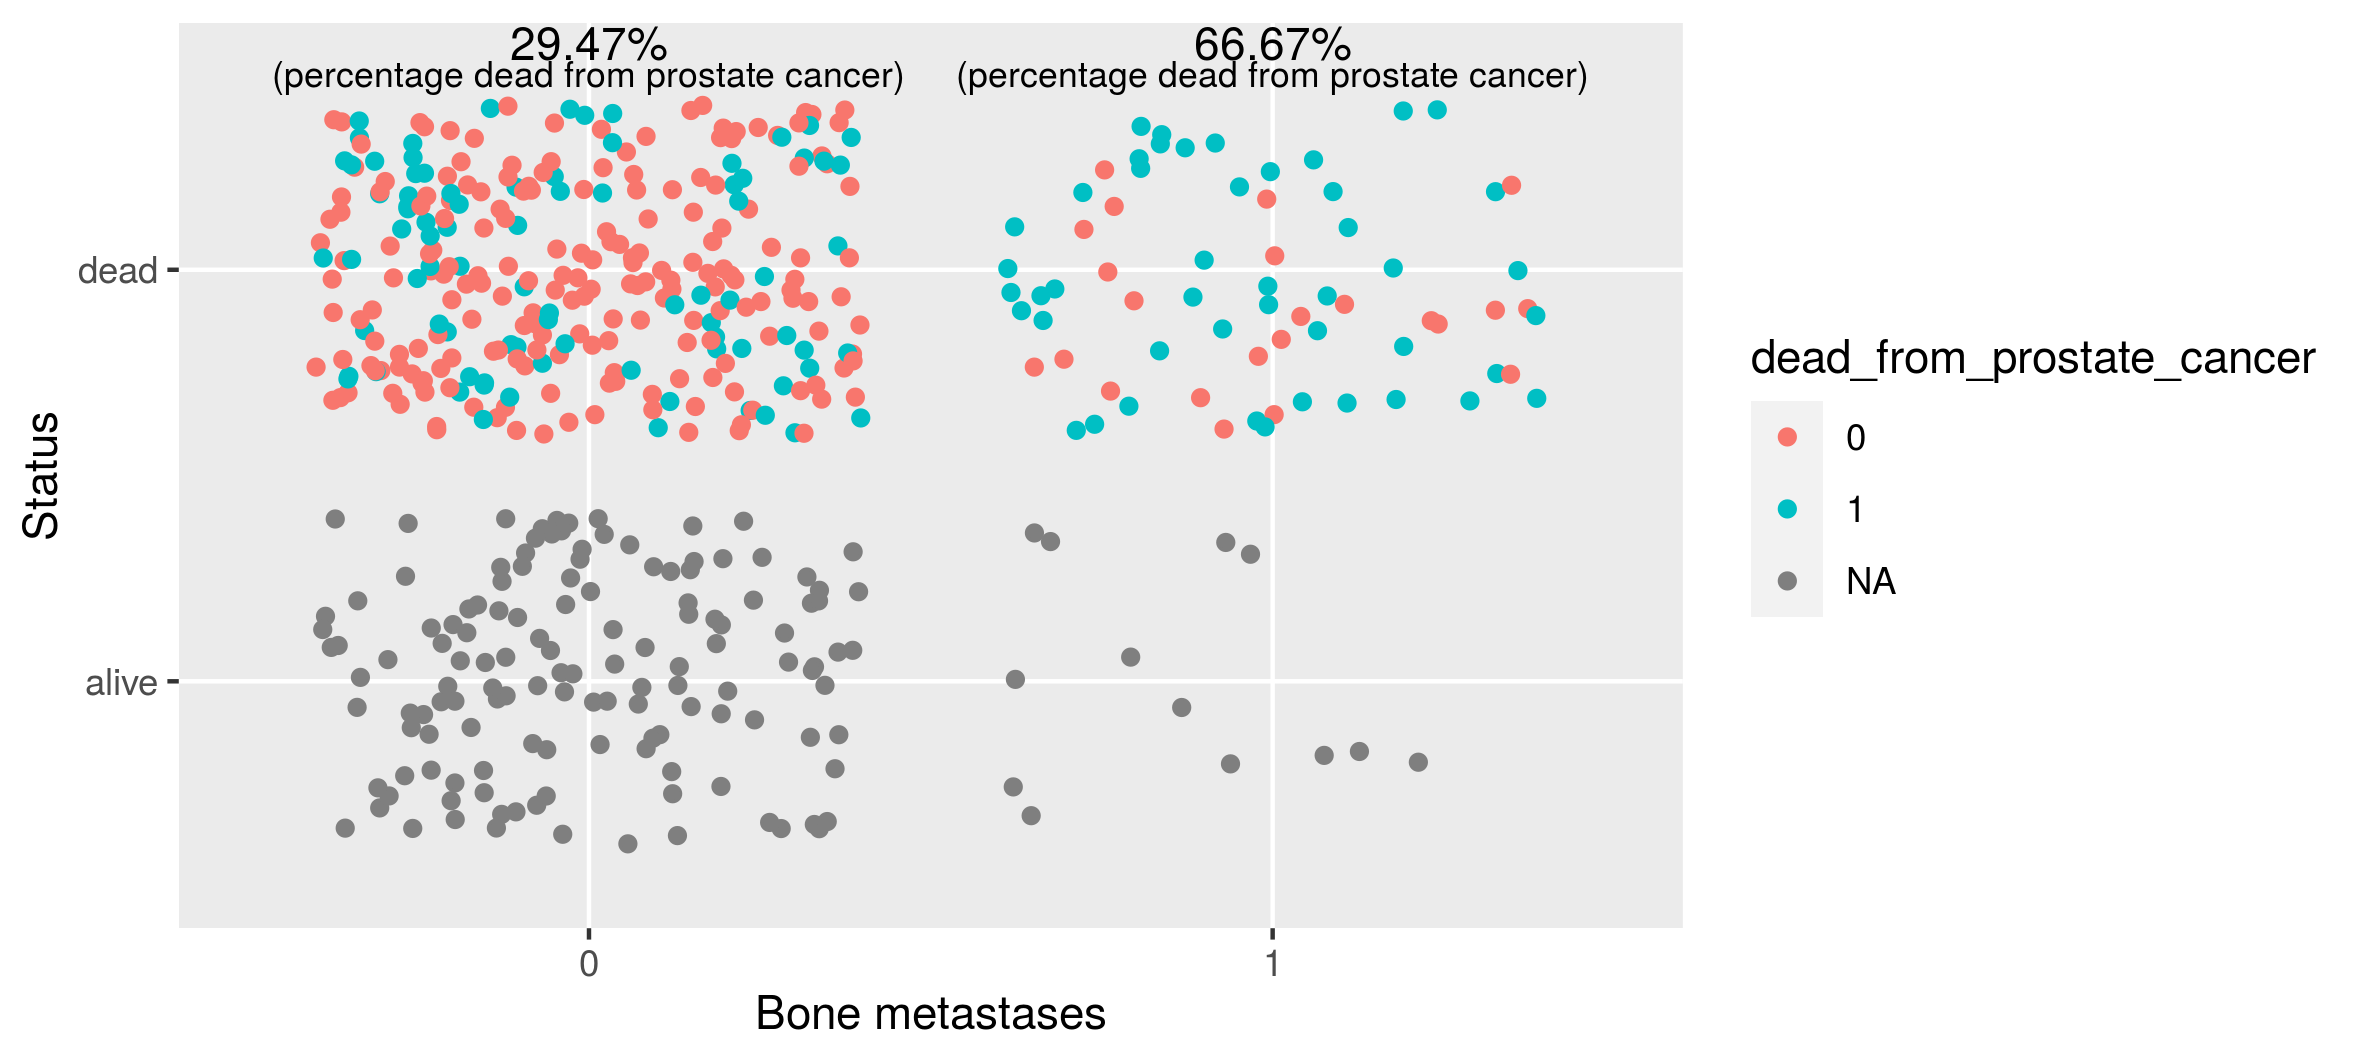 29.47%
(percentage dead from prostate cancer)
66.67%
(percentage dead from prostate cancer)
dead
alive
Status
0
1
Bone metastases
dead_from_prostate_cancer
0
1
NA